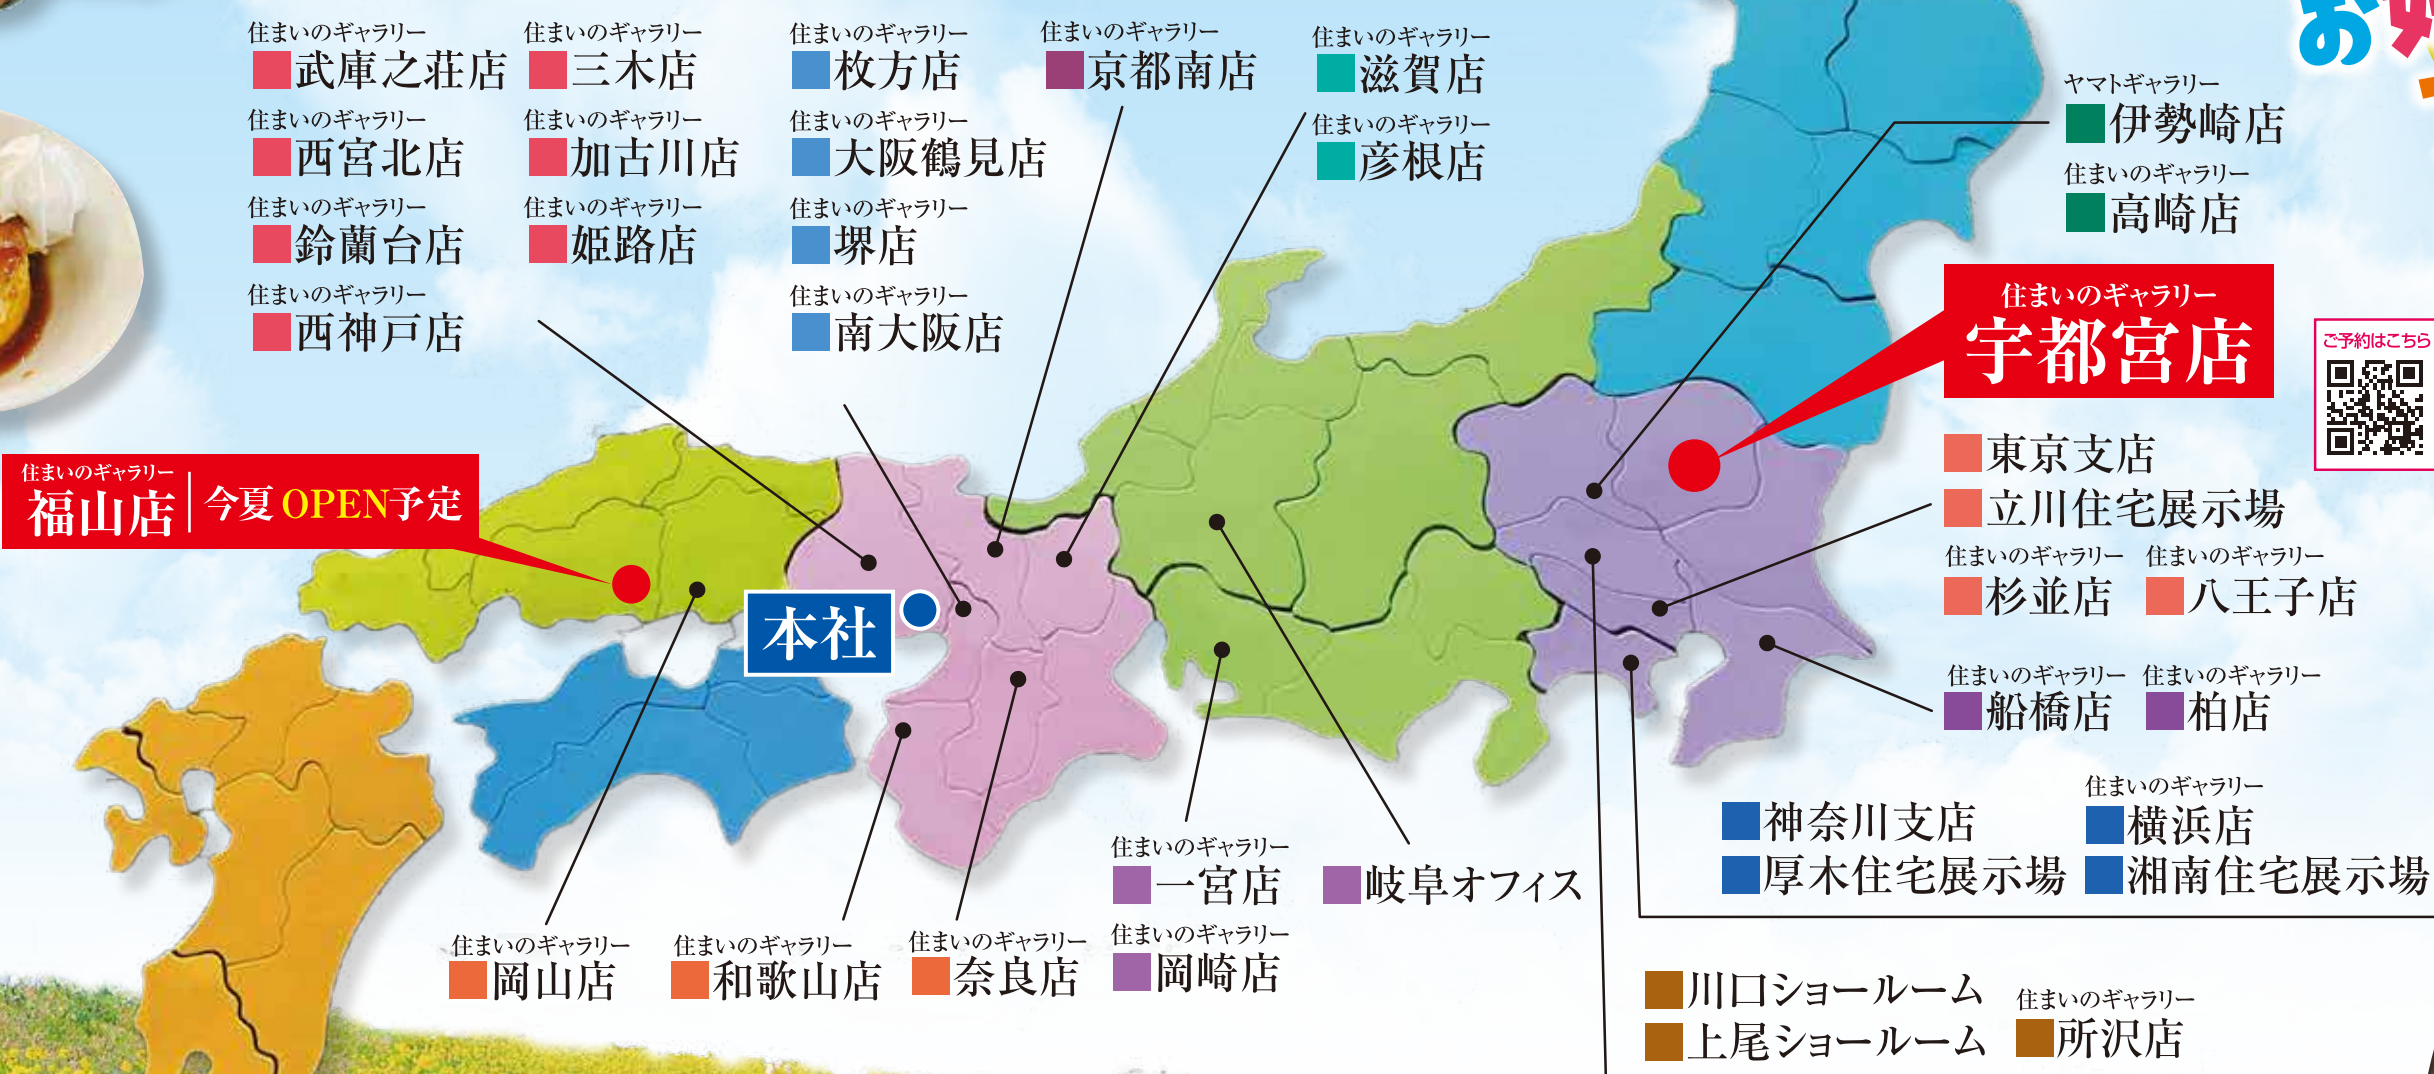 住まいのギャラリー
武庫之荘店
住まいのギャラリー
西宮北店
住まいのギャラリー
鈴蘭台店
住まいのギャラリー
西神戸店
住まいのギャラリー
三木店
住まいのギャラリー
加古川店
住まいのギャラリー
姫路店
住まいのギャラリー
枚方店
住まいのギャラリー
大阪鶴見店
住まいのギャラリー
堺店
住まいのギャラリー
南大阪店
住まいのギャラリー
京都南店
住まいのギャラリー
滋賀店
住まいのギャラリー
彦根店
ヤマトギャラリー
伊勢崎店
住まいのギャラリー
高崎店
住まいのギャラリー
宇都宮店
ご予約はこちら
東京支店
立川住宅展示場
住まいのギャラリー
杉並店
住まいのギャラリー
八王子店
住まいのギャラリー
船橋店
住まいのギャラリー
柏店
住まいのギャラリー
福山店
今夏OPEN予定
本社
神奈川支店
厚木住宅展示場
住まいのギャラリー
横浜店
湘南住宅展示場
住まいのギャラリー
岡山店
住まいのギャラリー
和歌山店
住まいのギャラリー
奈良店
住まいのギャラリー
一宮店
住まいのギャラリー
岡崎店
岐阜オフィス
川口ショールーム
上尾ショールーム
住まいのギャラリー
所沢店
お